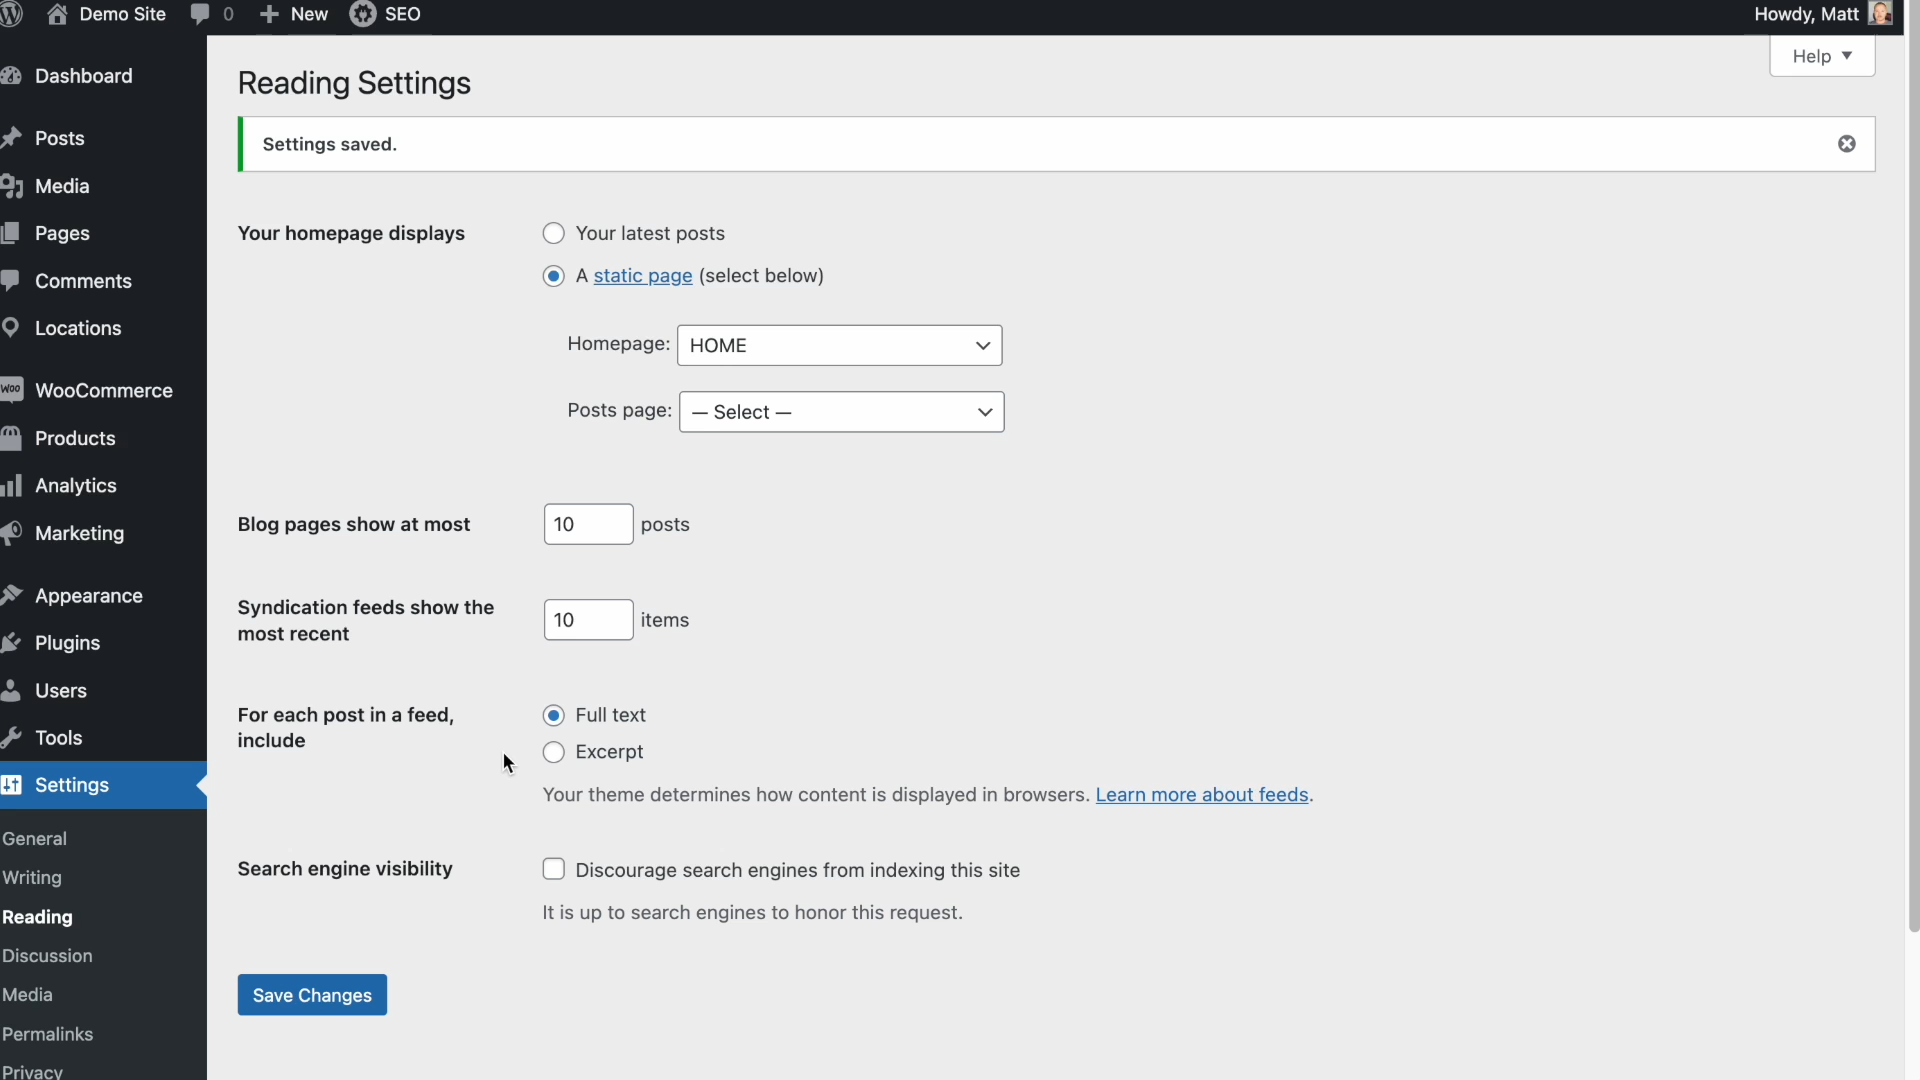 Demo Site 0 New SEO Howdy, Matt
Help
Dashboard
Posts
Media
Pages
Comments
Locations
Woo WooCommerce
Products
Analytics
Marketing
Appearance
Plugins
Users
Tools
Settings
General
Writing
Reading
Discussion
Media
Permalinks
Privacy
Reading Settings
Settings saved.
Your homepage displays
Your latest posts
A static page (select below)
Homepage: HOME
Posts page: — Select —
Blog pages show at most 10 posts
Syndication feeds show the
most recent
10 items
For each post in a feed,
include
Full text
Excerpt
Your theme determines how content is displayed in browsers. Learn more about feeds.
Search engine visibility
Discourage search engines from indexing this site
It is up to search engines to honor this request.
Save Changes